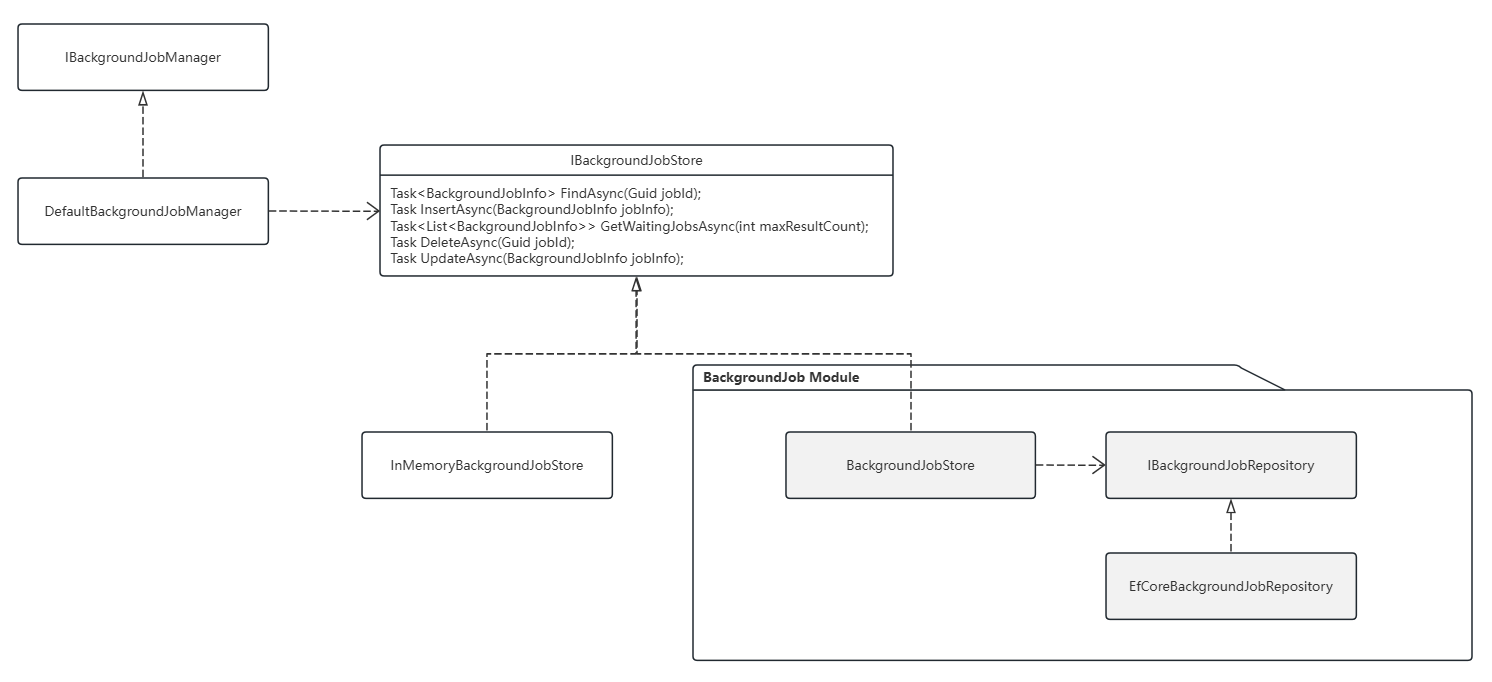 IBackgroundJobManager
DefaultBackgroundJobManager
IBackgroundJobStore
Task<BackgroundJobInfo> FindAsync(Guid jobId);
Task InsertAsync(BackgroundJobInfo jobInfo);
Task<List<BackgroundJobInfo>> GetWaitingJobsAsync(int maxResultCount);
Task DeleteAsync(Guid jobId);
Task UpdateAsync(BackgroundJobInfo jobInfo);
BackgroundJob Module
InMemoryBackgroundJobStore
BackgroundJobStore
IBackgroundJobRepository
EfCoreBackgroundJobRepository